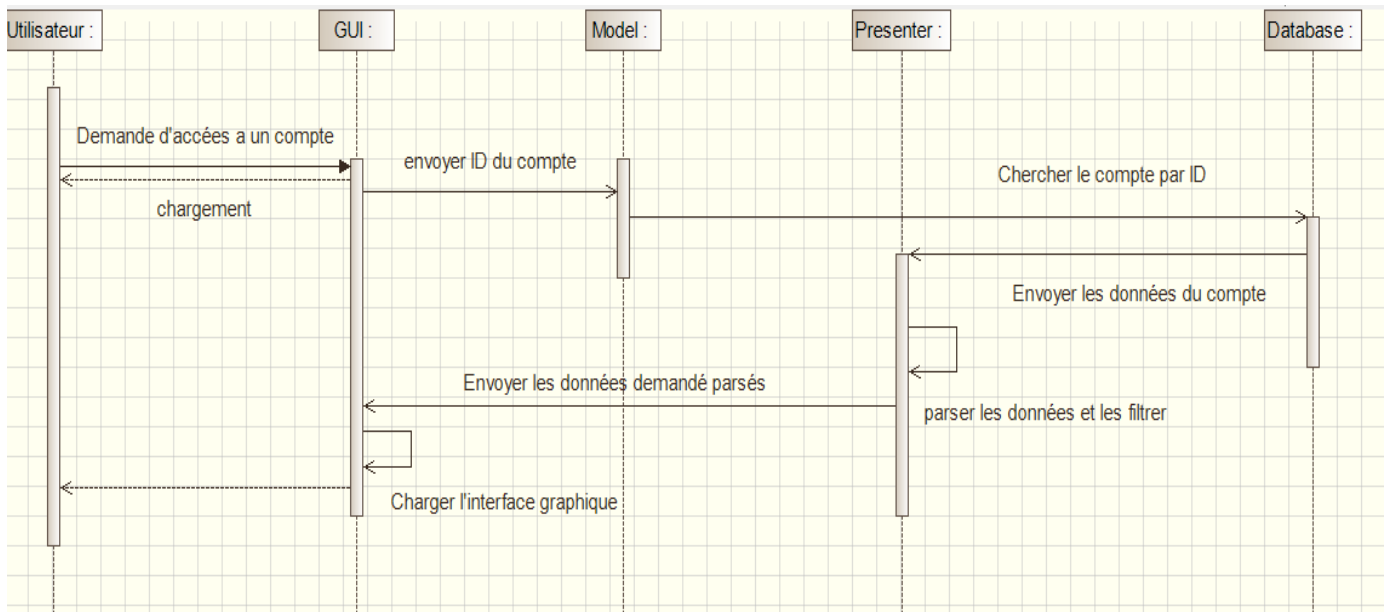 Utilisateur :
GUI :
Model :
Presenter :
Database :
Demande d'accées a un compte
envoyer ID du compte
Chercher le compte par ID
chargement
Envoyer les données du compte
Envoyer les données demandé parsés
parser les données et les filtrer
Charger l'interface graphique